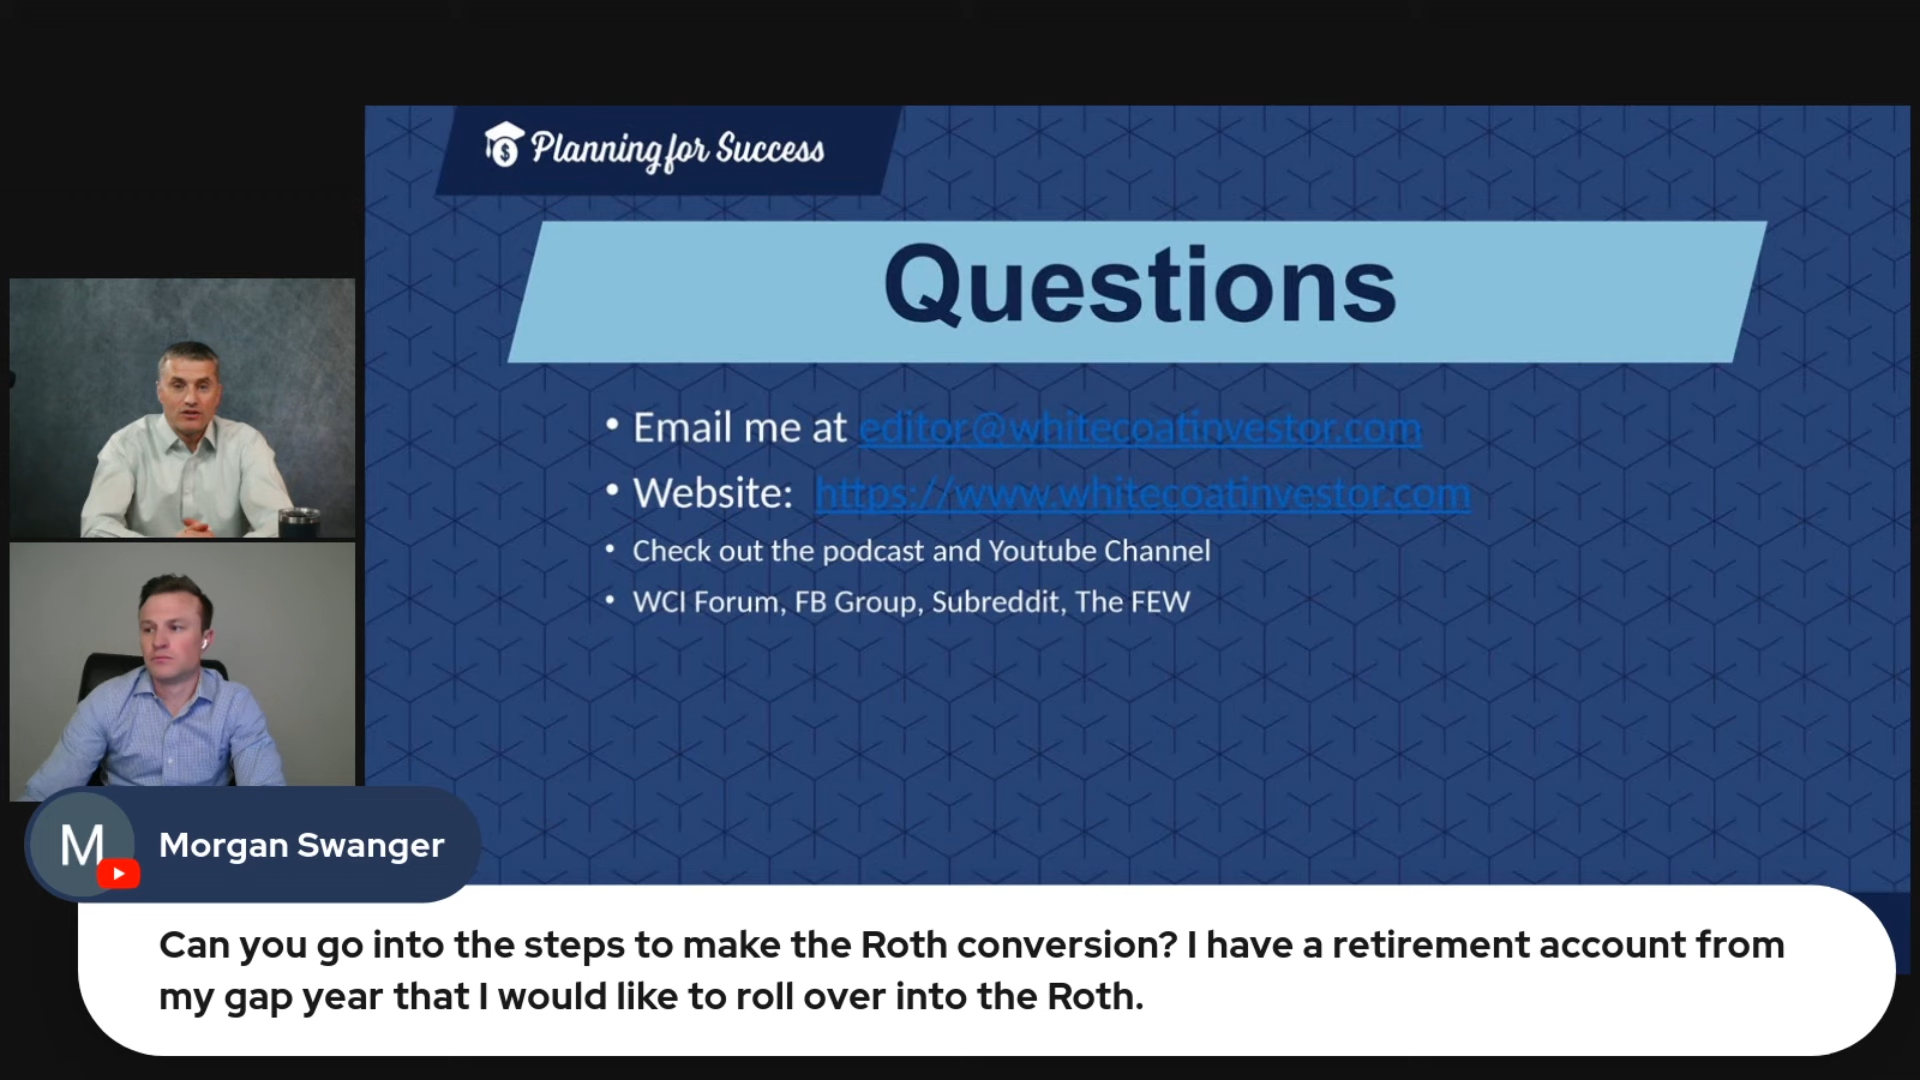 Planning for Success
Questions
• Email me at editor@whitecoatinvestor.com
• Website: https://www.whitecoatinvestor.com
• Check out the podcast and Youtube Channel
• WCI Forum, FB Group, Subreddit, The FEW
M
Morgan Swanger
Can you go into the steps to make the Roth conversion? I have a retirement account from
my gap year that I would like to roll over into the Roth.